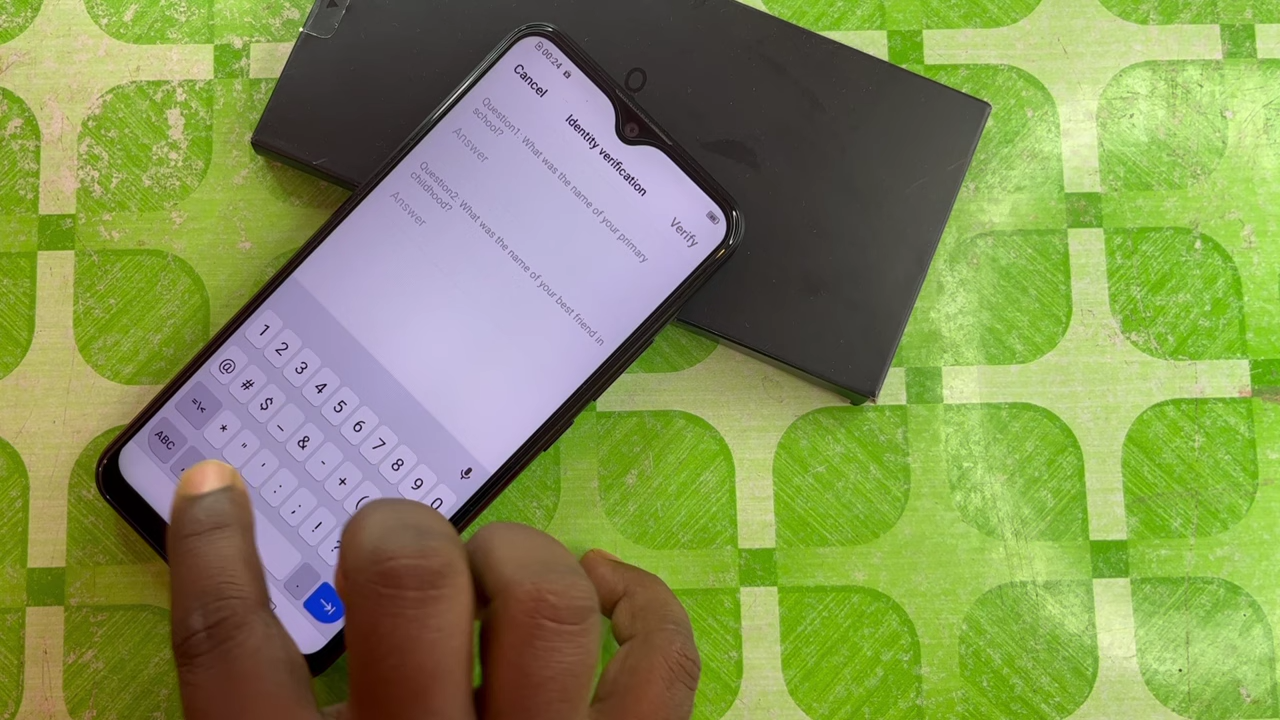 00:24
Cancel
Identity verification
Verify
Question1: What was the name of your primary
school?
Answer
Question2: What was the name of your best friend in
childhood?
Answer
1 2 3 4 5 6 7 8 9 0
@ # $ _ & - + (
=\< * " ' : ; ! ?
ABC , .
O